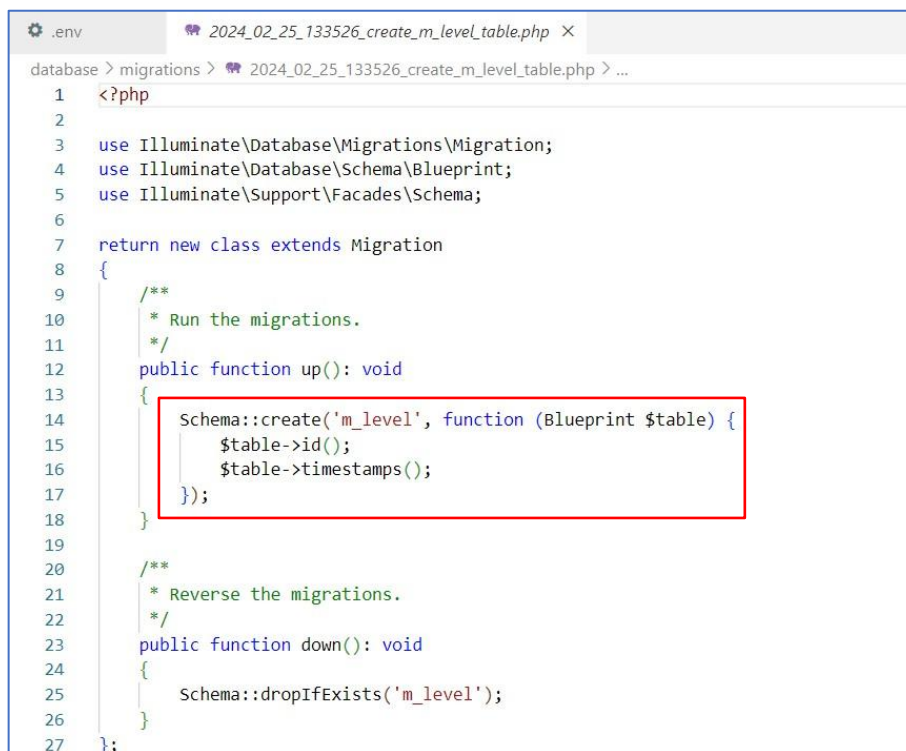 .env
2024_02_25_133526_create_m_level_table.php ×
database > migrations > 2024_02_25_133526_create_m_level_table.php > ...
1 <?php
2
3 use Illuminate\Database\Migrations\Migration;
4 use Illuminate\Database\Schema\Blueprint;
5 use Illuminate\Support\Facades\Schema;
6
7 return new class extends Migration
8 {
9     /**
10      * Run the migrations.
11      */
12     public function up(): void
13     {
14         Schema::create('m_level', function (Blueprint $table) {
15             $table->id();
16             $table->timestamps();
17         });
18     }
19
20     /**
21      * Reverse the migrations.
22      */
23     public function down(): void
24     {
25         Schema::dropIfExists('m_level');
26     }
27 };